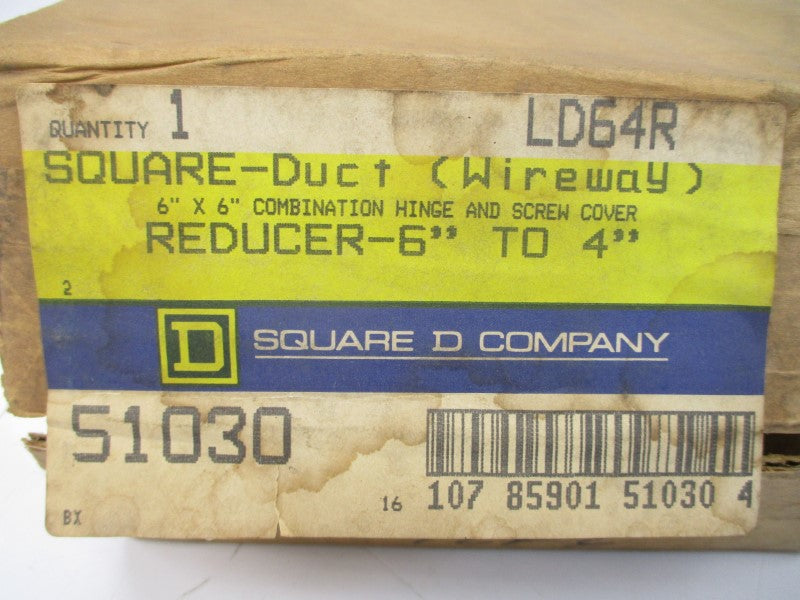 QUANTITY 1 LD64R
SQUARE-Duct (Wireway)
6" X 6" COMBINATION HINGE AND SCREW COVER
REDUCER-6" TO 4"
2
D SQUARE D COMPANY
51030
BX 16 107 85901 51030 4